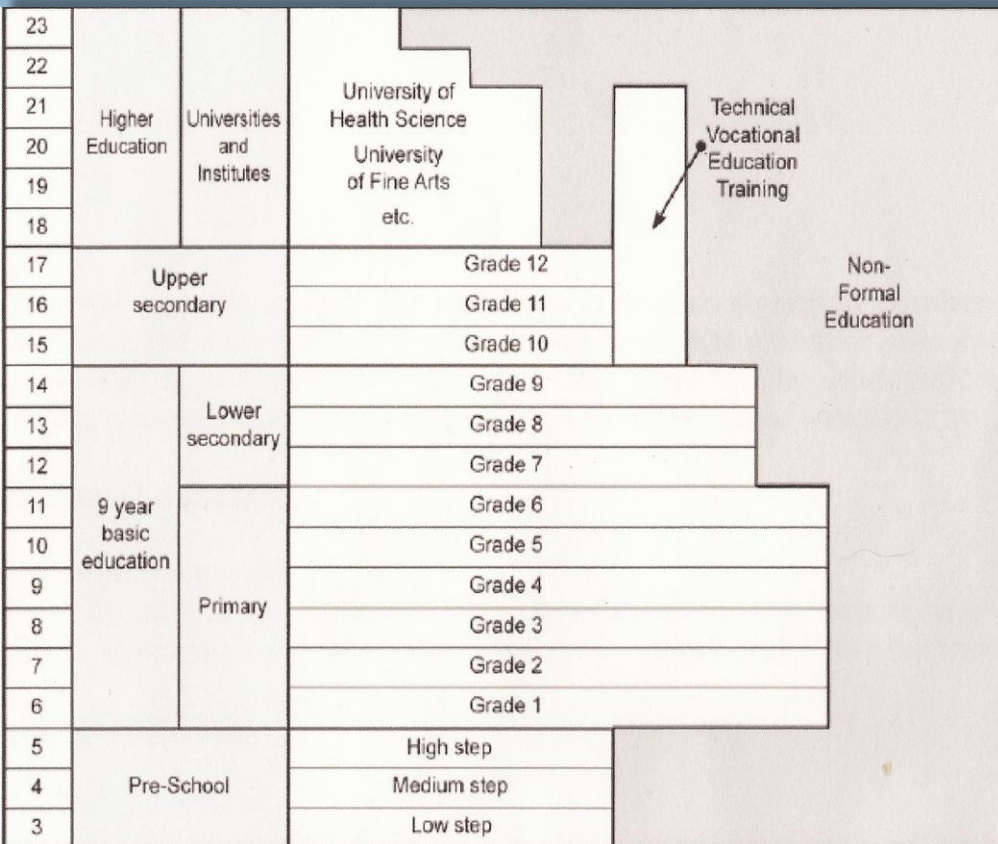 23
22
21
20
19
18
17
16
15
14
13
12
11
10
9
8
7
6
5
4
3
Higher
Education
Universities
and
Institutes
University of
Health Science
University
of Fine Arts
etc.
Technical
Vocational
Education
Training
Non-
Formal
Education
Upper
secondary
Grade 12
Grade 11
Grade 10
9 year
basic
education
Lower
secondary
Grade 9
Grade 8
Grade 7
Primary
Grade 6
Grade 5
Grade 4
Grade 3
Grade 2
Grade 1
Pre-School
High step
Medium step
Low step